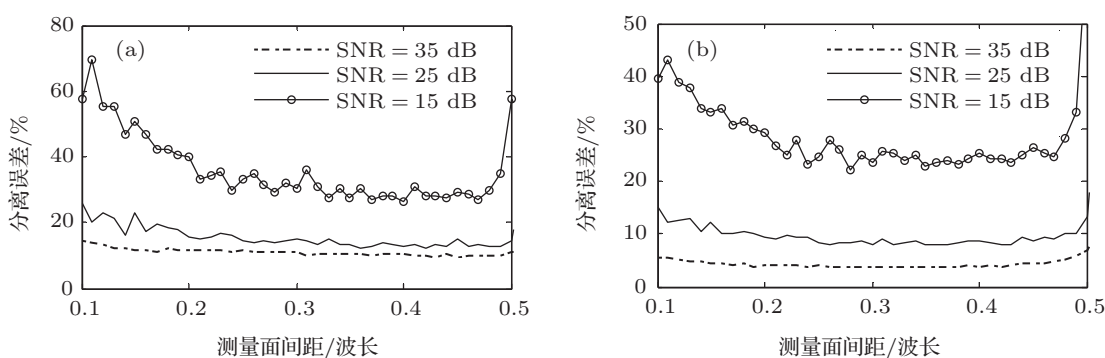 (a)
SNR = 35 dB
SNR = 25 dB
SNR = 15 dB
80
60
40
20
0
0.1 0.2 0.3 0.4 0.5
分离误差/%
测量面间距/波长
(b)
SNR = 35 dB
SNR = 25 dB
SNR = 15 dB
50
40
30
20
10
0
0.1 0.2 0.3 0.4 0.5
分离误差/%
测量面间距/波长